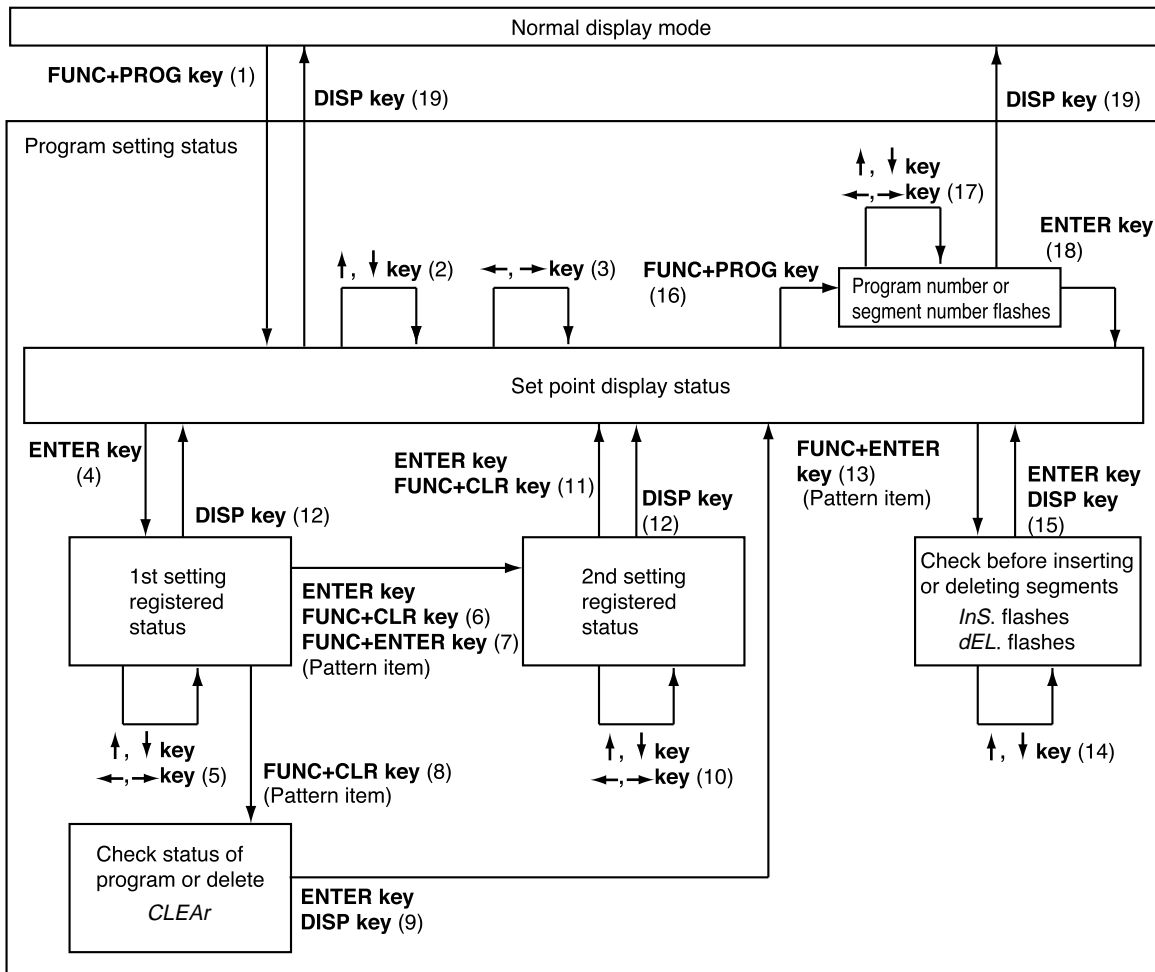 Normal display mode
FUNC+PROG key (1)
DISP key (19)
DISP key (19)
Program setting status
↑, ↓ key
←,→ key (17)
ENTER key
(18)
↑, ↓ key (2)
←, → key (3)
FUNC+PROG key
(16)
Program number or
segment number flashes
Set point display status
ENTER key
(4)
DISP key (12)
ENTER key
FUNC+CLR key (11)
DISP key
(12)
FUNC+ENTER
key (13)
(Pattern item)
ENTER key
DISP key
(15)
1st setting
registered
status
ENTER key
FUNC+CLR key (6)
FUNC+ENTER key (7)
(Pattern item)
2nd setting
registered
status
Check before inserting
or deleting segments
InS. flashes
dEL. flashes
↑, ↓ key
←,→ key (5)
FUNC+CLR key (8)
(Pattern item)
↑, ↓ key
←,→ key (10)
↑, ↓ key (14)
Check status of
program or delete
CLEAr
ENTER key
DISP key (9)